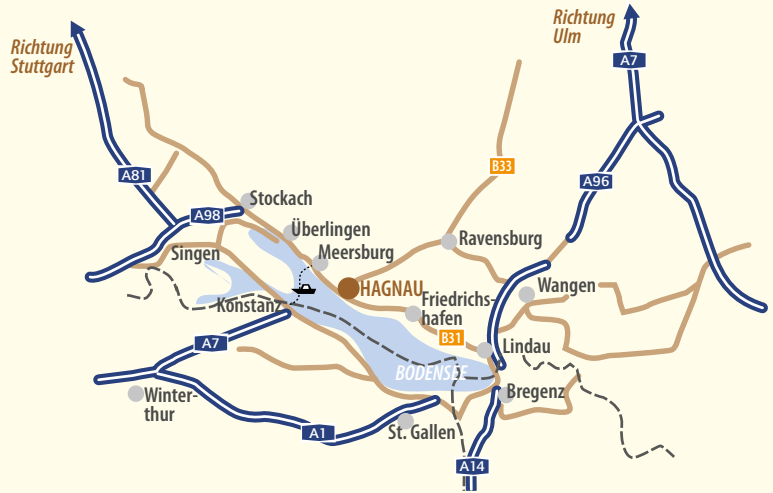 Richtung
Stuttgart
Richtung
Ulm
A7
A81
B33
A96
A98
Stockach
Überlingen
Meersburg
Ravensburg
Singen
HAGNAU
Wangen
Konstanz
Friedrichs-
hafen
B31
A7
Lindau
BODENSEE
Bregenz
Winter-
thur
A1
St. Gallen
A14